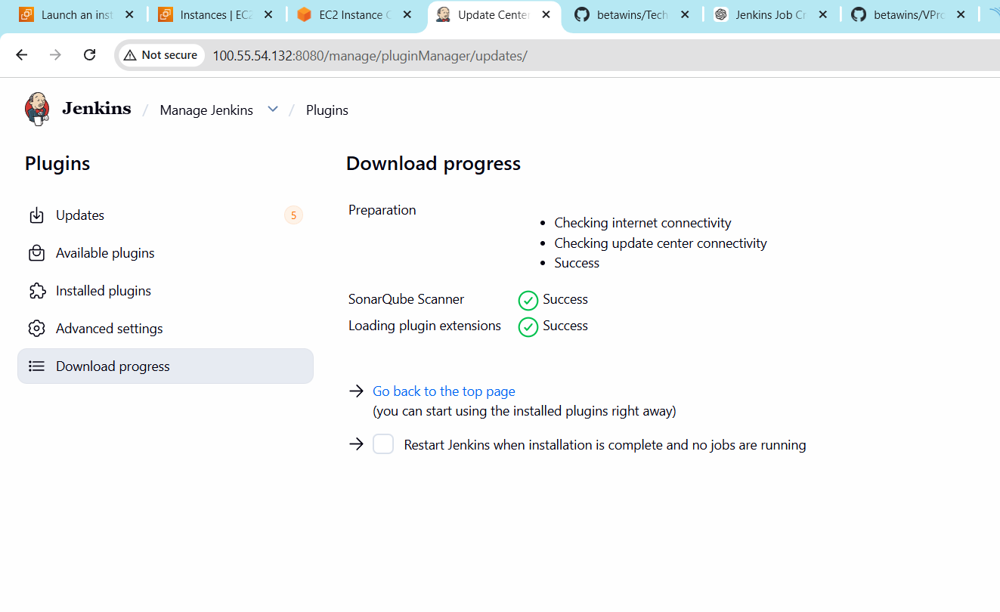 Launch an inst
Instances | EC2
EC2 Instance C
Update Center
betawins/Tech
Jenkins Job Cr
betawins/VPro
Not secure
100.55.54.132:8080/manage/pluginManager/updates/
Jenkins / Manage Jenkins / Plugins
Plugins
Updates 5
Available plugins
Installed plugins
Advanced settings
Download progress
Download progress
Preparation
Checking internet connectivity
Checking update center connectivity
Success
SonarQube Scanner Success
Loading plugin extensions Success
Go back to the top page
(you can start using the installed plugins right away)
Restart Jenkins when installation is complete and no jobs are running